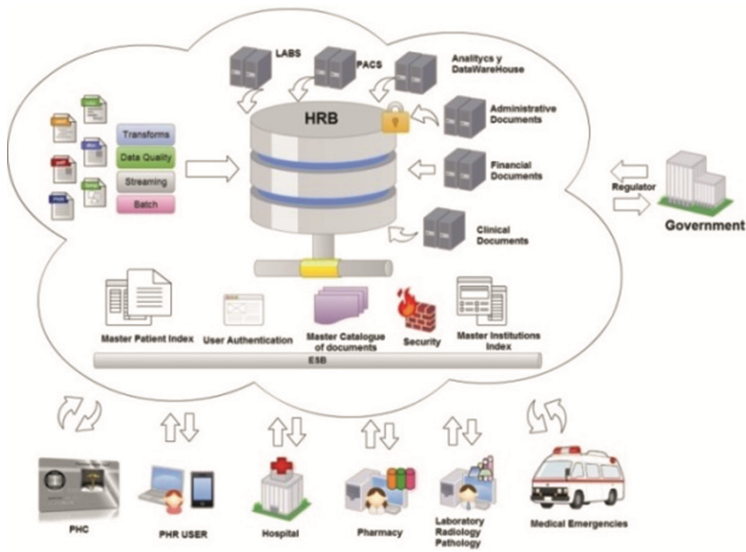 LABS
PACS
Analitycs y
DataWareHouse
HRB
Administrative
Documents
Transforms
Data Quality
Streaming
Batch
Financial
Documents
Regulator
Government
Clinical
Documents
Master Patient Index
User Authentication
Master Catalogue
of documents
Security
Master Institutions
Index
ESB
PHC
PHR USER
Hospital
Pharmacy
Laboratory
Radiology
Pathology
Medical Emergencies